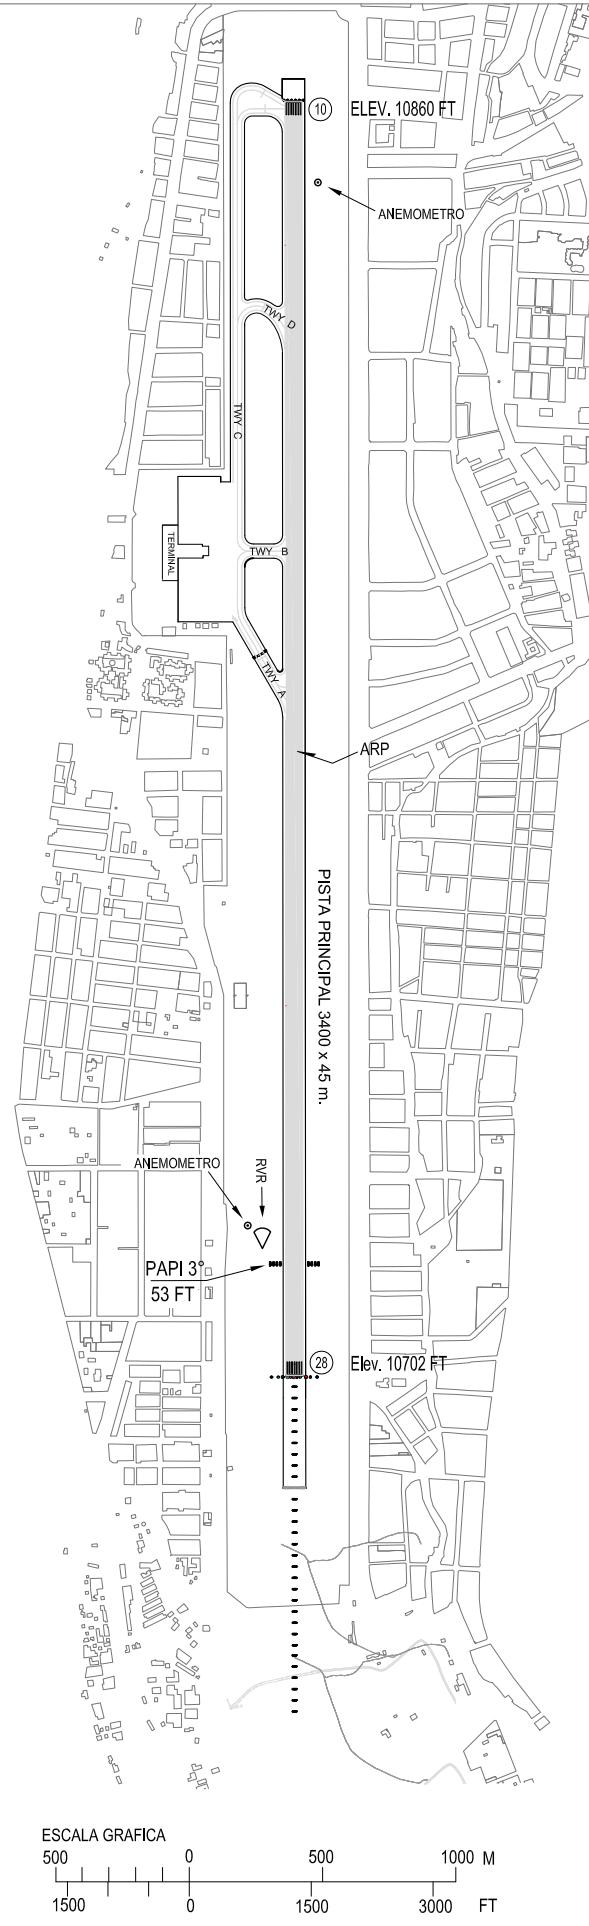 10 ELEV. 10860 FT
ANEMOMETRO
TWY D
TWY C
TWY B
TERMINAL
TWY A
ARP
PISTA PRINCIPAL 3400 x 45 m.
ANEMOMETRO
RVR
PAPI 3°
53 FT
28 Elev. 10702 FT
ESCALA GRAFICA
500 0 500 1000 M
1500 0 1500 3000 FT